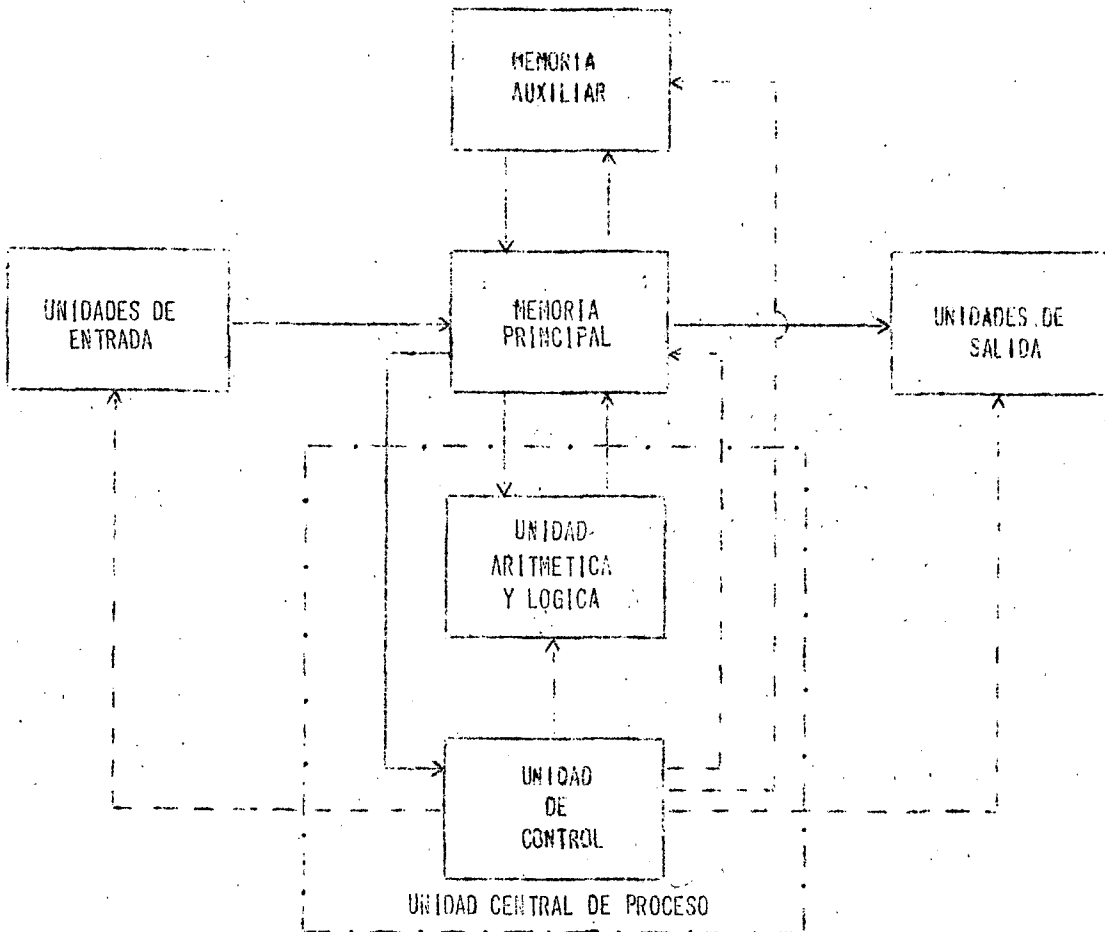 MEMORIA
AUXILIAR
UNIDADES DE
ENTRADA
MEMORIA
PRINCIPAL
UNIDADES DE
SALIDA
UNIDAD
ARITMETICA
Y LOGICA
UNIDAD
DE
CONTROL
UNIDAD CENTRAL DE PROCESO